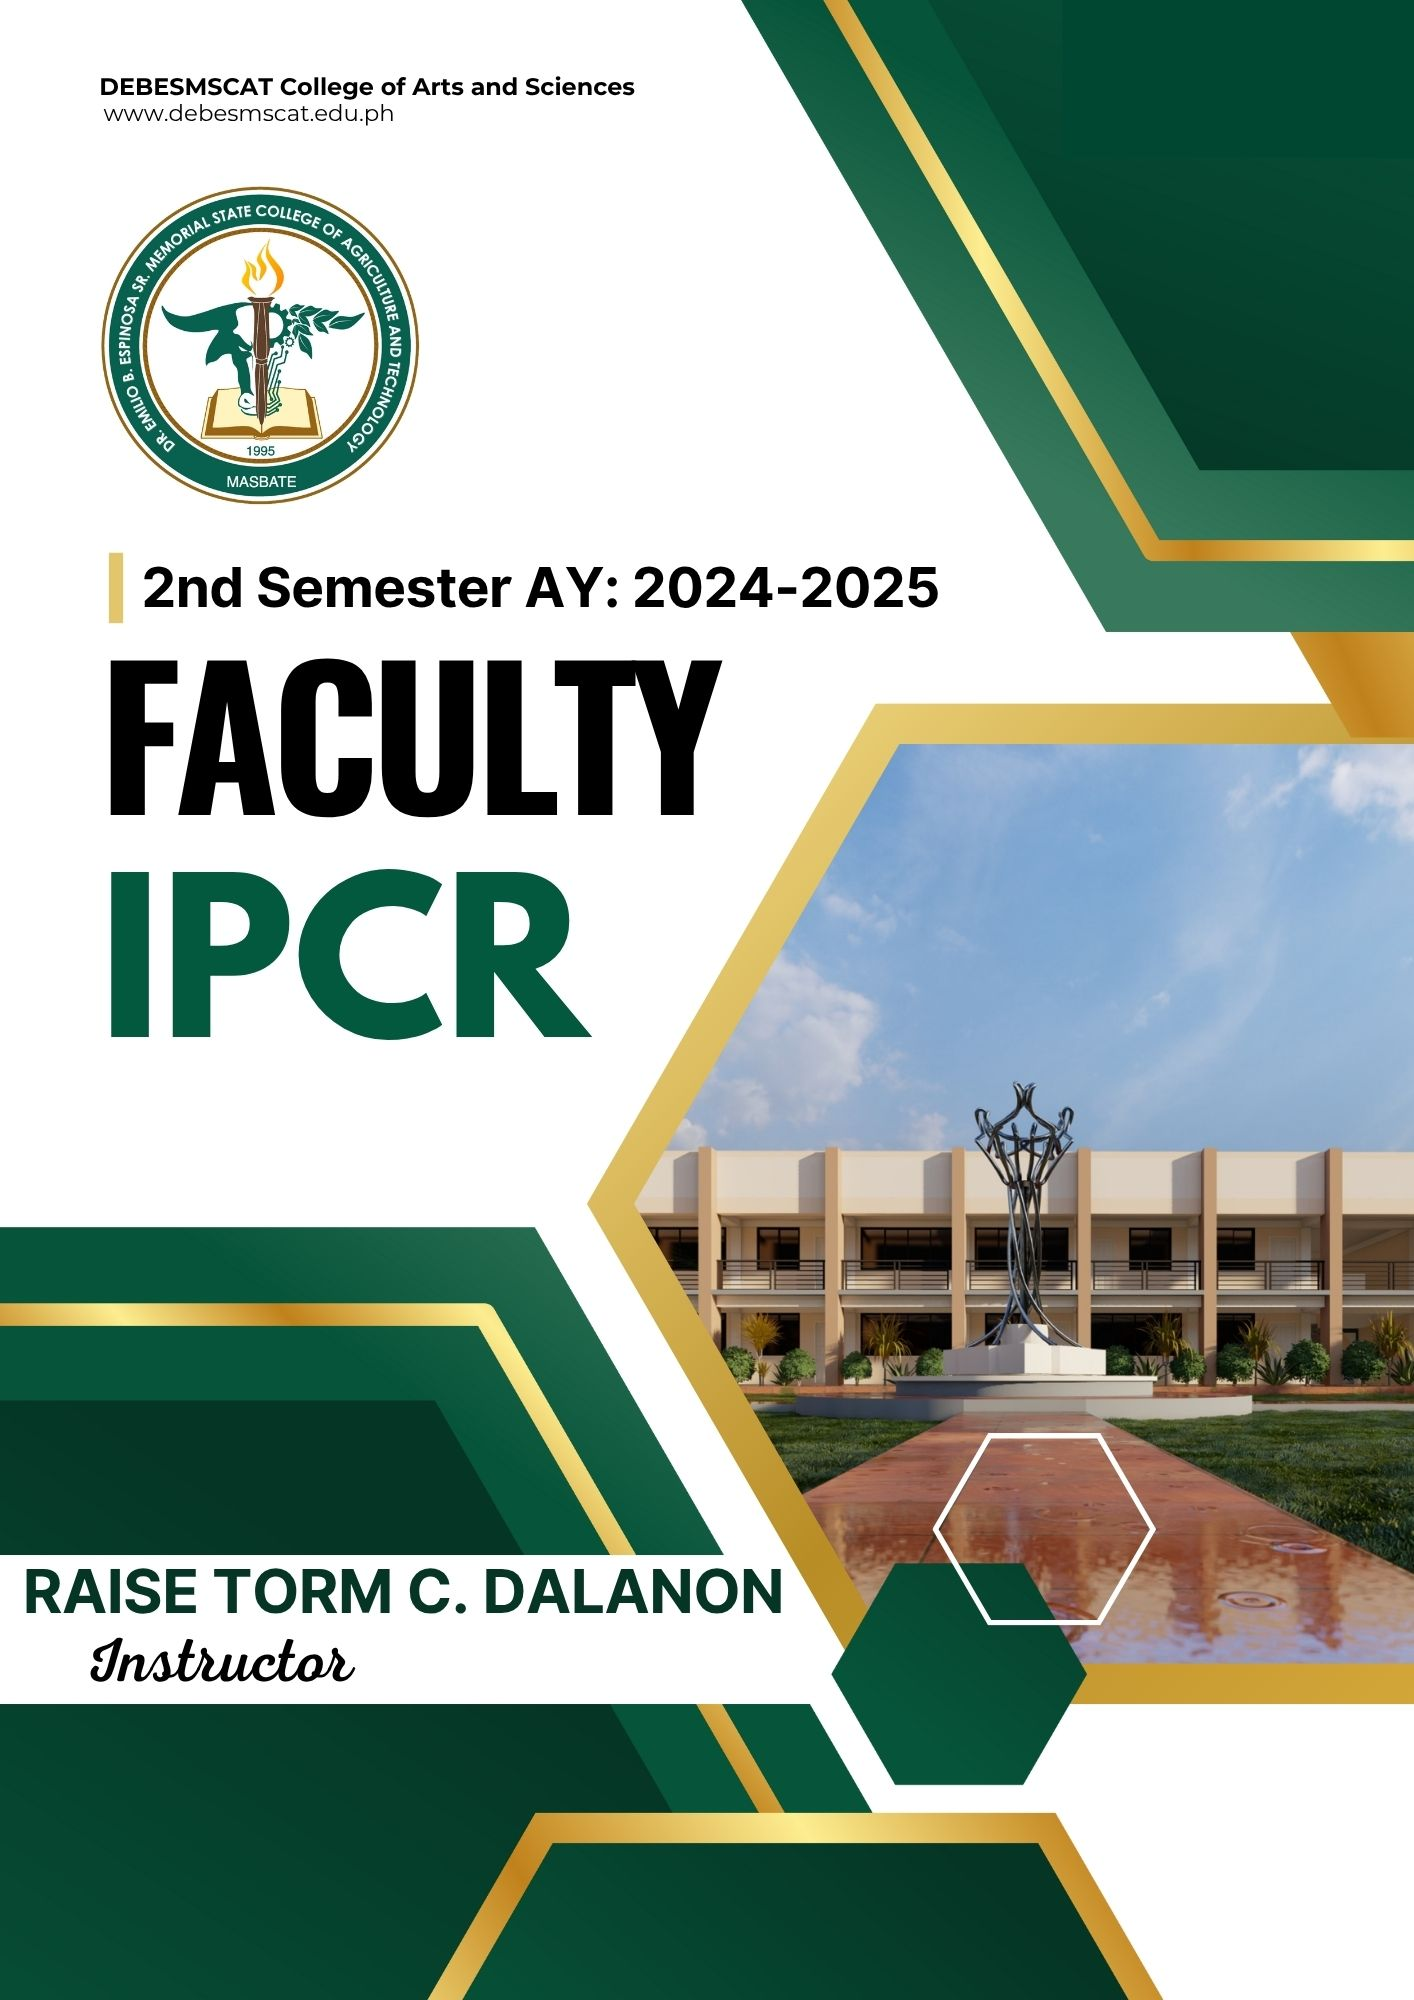 DEBESMSCAT College of Arts and Sciences
www.debesmscat.edu.ph
DR. EMILIO B. ESPINOSA SR. MEMORIAL STATE COLLEGE OF AGRICULTURE AND TECHNOLOGY
1995
MASBATE
2nd Semester AY: 2024-2025
FACULTY
IPCR
RAISE TORM C. DALANON
Instructor